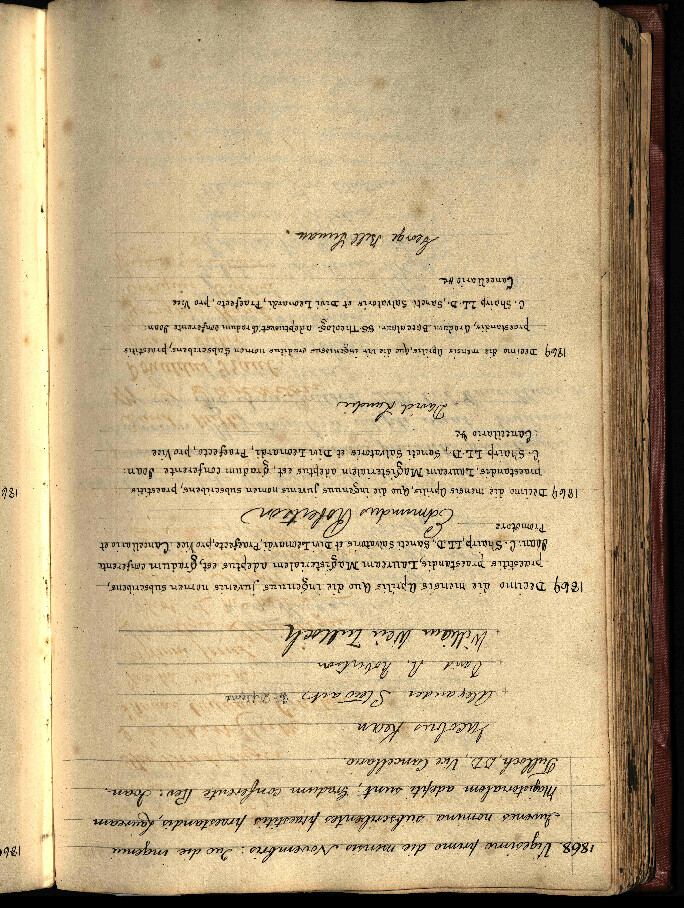 1868 Vigesimo primo die mensis Novembris: Quo die ingenui
Juvenes nomina subscribentes praestitis praestandis, Lauream
Magisterialem adepti sunt; Gradum conferente Rev: Joan.
Tulloch, D.D, Vice Cancellario
Jacobus Kean
+ Alexander Stewart
+ David R. Robertson
+ William Weir Tulloch
1869 Decimo die mensis Aprilis Quo die ingenuus juvenis nomen subscribens,
praestitis praestandis, Lauream Magisterialem adeptus est, gradum conferente
Joan: C. Shairp, LL.D, Sancti Salvatoris et Divi Leonardi, Praefecto, pro Vice Cancellario et
Promotore
Edmundus Robertson
1869 Decimo die mensis Aprilis, Quo die ingenuus juvenis nomen subscribens, praestitis
praestandis, Lauream Magisterialem adeptus est, gradum conferente Joan:
C. Shairp LL.D., Sancti Salvatoris et Divi Leonardi, Praefecto, pro Vice
Cancellario &c
David Lundie
1869 Decimo die mensis Aprilis, quo die vir ingenuus eruditus nomen subscribens, praestitis
praestandis, Gradum Baccalaur. SS Theolog: adeptus est gradum conferente Joan:
C. Shairp LL.D., Sancti Salvatoris et Divi Leonardi, Praefecto, pro Vice
Cancellario &c
George Bell
186
186